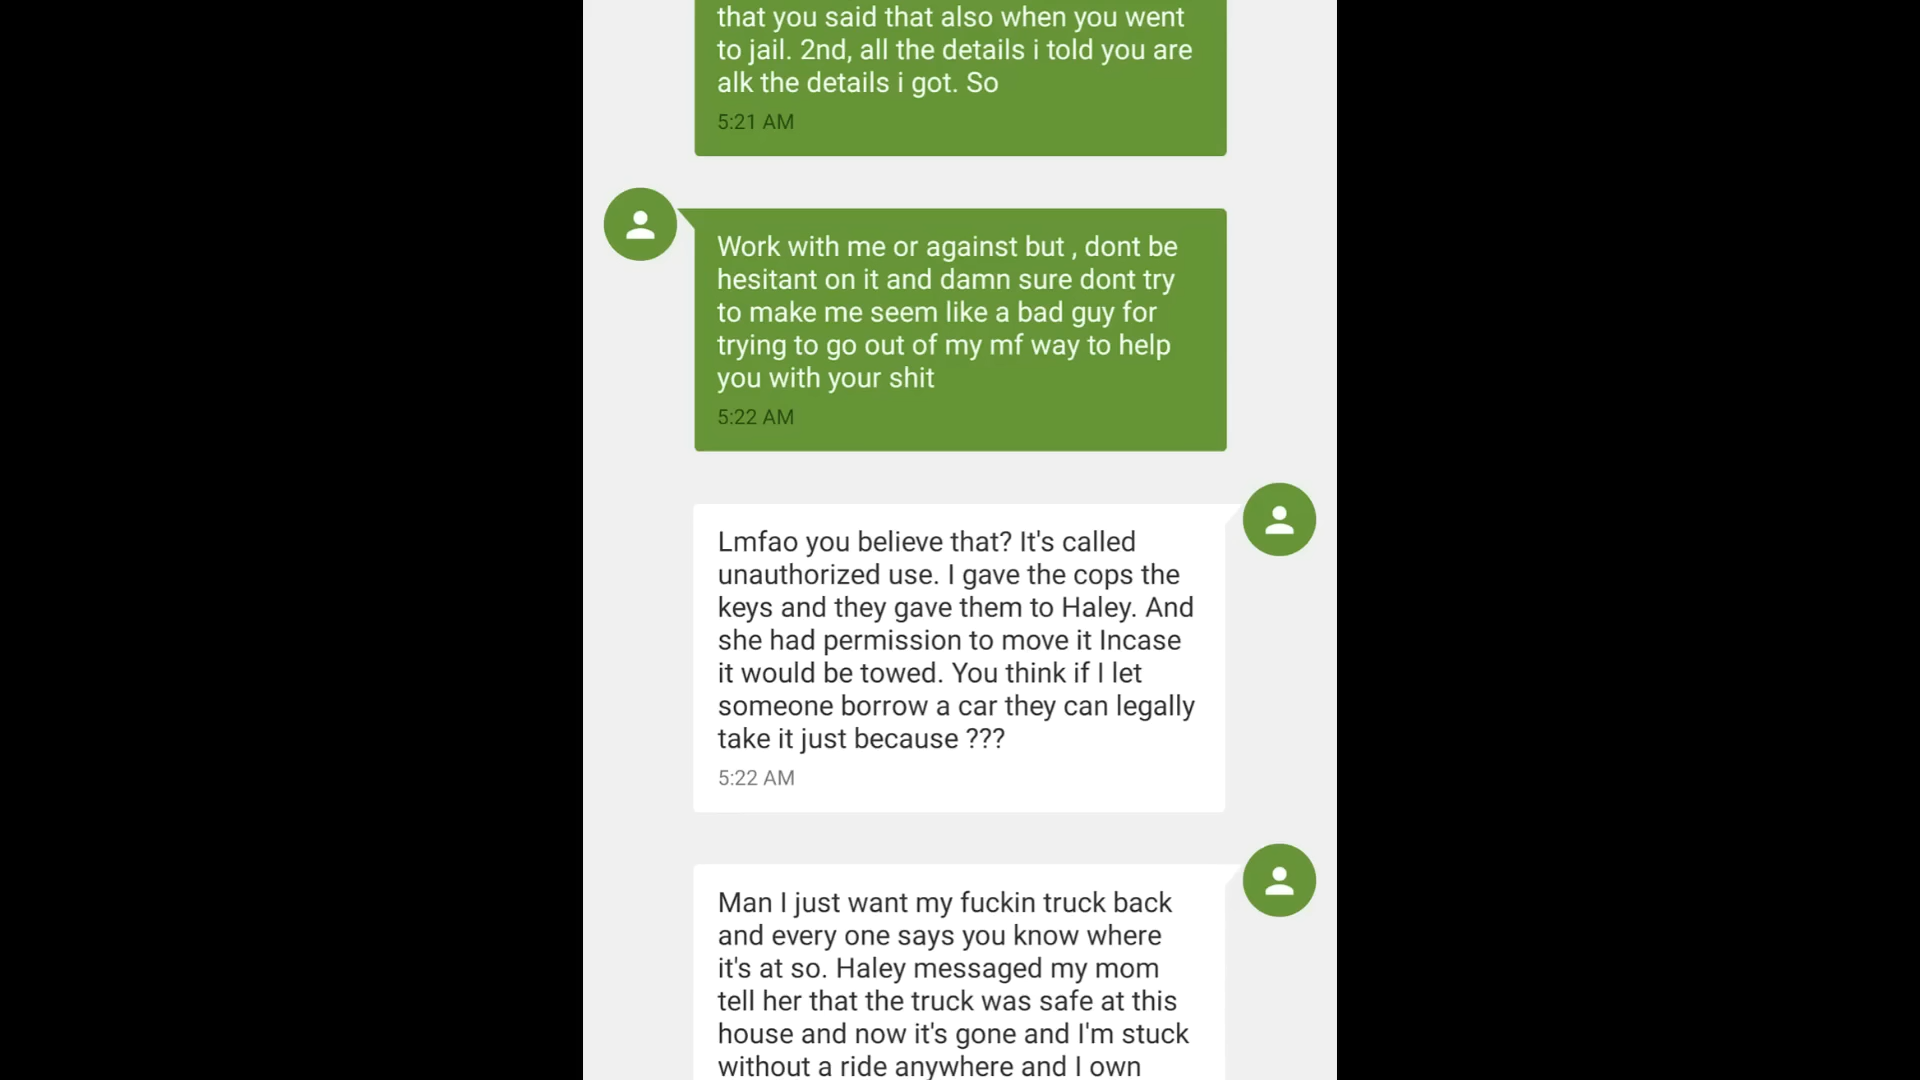 that you said that also when you went
to jail. 2nd, all the details i told you are
alk the details i got. So
5:21 AM
Work with me or against but , dont be
hesitant on it and damn sure dont try
to make me seem like a bad guy for
trying to go out of my mf way to help
you with your shit
5:22 AM
Lmfao you believe that? It's called
unauthorized use. I gave the cops the
keys and they gave them to Haley. And
she had permission to move it Incase
it would be towed. You think if I let
someone borrow a car they can legally
take it just because ???
5:22 AM
Man I just want my fuckin truck back
and every one says you know where
it's at so. Haley messaged my mom
tell her that the truck was safe at this
house and now it's gone and I'm stuck
without a ride anywhere and I own